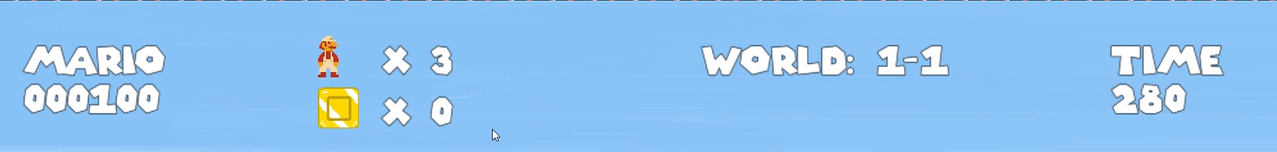 MARIO
000100
× 3
× 0
WORLD: 1-1
TIME
280